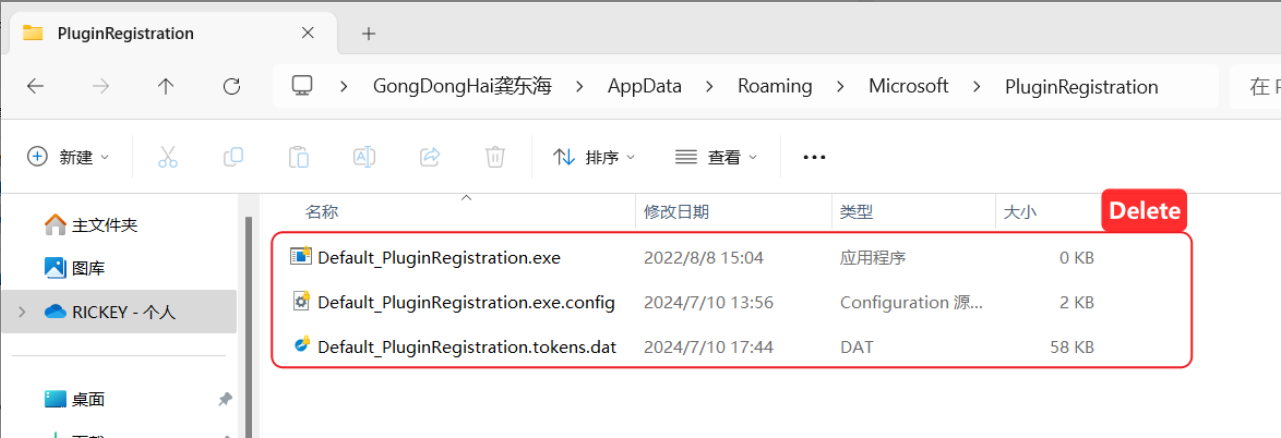 PluginRegistration
GongDongHai龚东海 > AppData > Roaming > Microsoft > PluginRegistration 在
新建 排序 查看
名称 修改日期 类型 大小 Delete
主文件夹
图库
RICKEY - 个人
桌面
Default_PluginRegistration.exe 2022/8/8 15:04 应用程序 0 KB
Default_PluginRegistration.exe.config 2024/7/10 13:56 Configuration 源... 2 KB
Default_PluginRegistration.tokens.dat 2024/7/10 17:44 DAT 58 KB